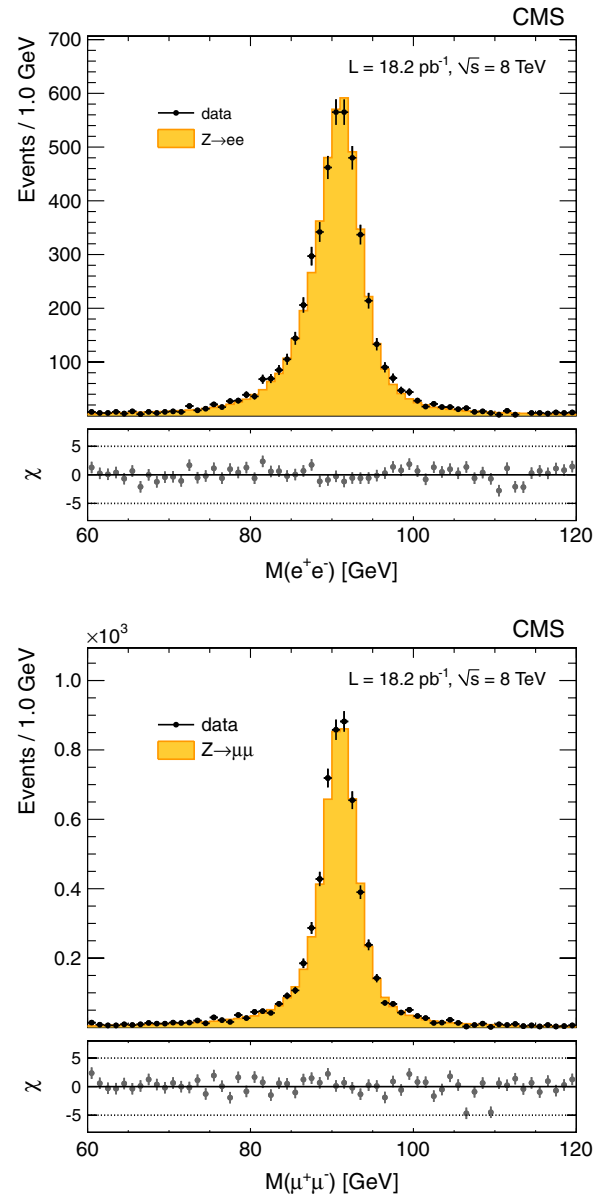 CMS
700
L = 18.2 pb⁻¹, √s = 8 TeV
600
data
Z→ee
500
400
300
200
100
Events / 1.0 GeV
5
0
-5
χ
60 80 100 120
M(e⁺e⁻) [GeV]
×10³ CMS
L = 18.2 pb⁻¹, √s = 8 TeV
1.0
data
Z→μμ
0.8
0.6
0.4
0.2
Events / 1.0 GeV
5
0
-5
χ
60 80 100 120
M(μ⁺μ⁻) [GeV]